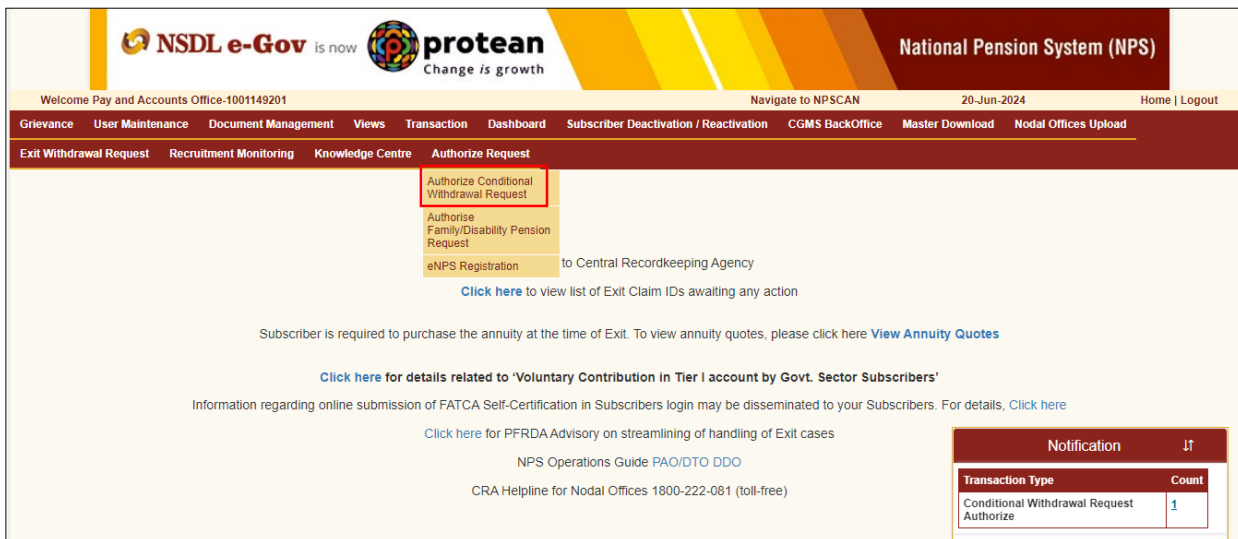 NSDL e-Gov is now protean
Change is growth
National Pension System (NPS)
Welcome Pay and Accounts Office-1001149201 Navigate to NPSCAN 20-Jun-2024 Home | Logout
Grievance User Maintenance Document Management Views Transaction Dashboard Subscriber Deactivation / Reactivation CGMS BackOffice Master Download Nodal Offices Upload
Exit Withdrawal Request Recruitment Monitoring Knowledge Centre Authorize Request
Authorize Conditional
Withdrawal Request
Authorise
Family/Disability Pension
Request
eNPS Registration
to Central Recordkeeping Agency
Click here to view list of Exit Claim IDs awaiting any action
Subscriber is required to purchase the annuity at the time of Exit. To view annuity quotes, please click here View Annuity Quotes
Click here for details related to ‘Voluntary Contribution in Tier I account by Govt. Sector Subscribers’
Information regarding online submission of FATCA Self-Certification in Subscribers login may be disseminated to your Subscribers. For details, Click here
Click here for PFRDA Advisory on streamlining of handling of Exit cases
NPS Operations Guide PAO/DTO DDO
CRA Helpline for Nodal Offices 1800-222-081 (toll-free)
Notification
Transaction Type Count
Conditional Withdrawal Request 1
Authorize